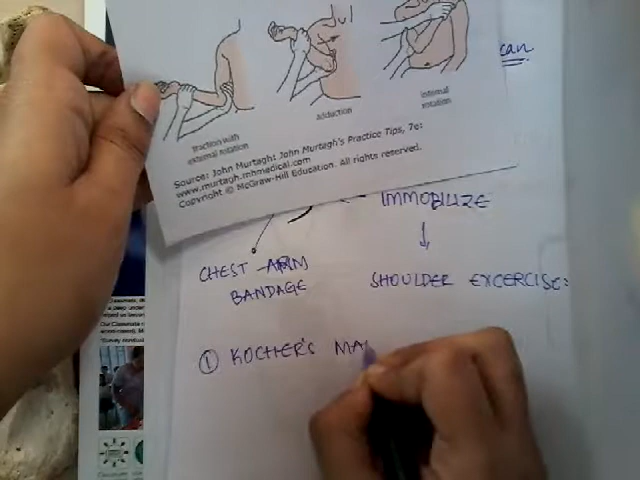 can
traction with
external rotation
adduction
internal
rotation
Source: John Murtagh: John Murtagh's Practice Tips, 7e:
www.murtagh.mhmedical.com
Copyright © McGraw-Hill Education. All rights reserved.
IMMOBILIZE
CHEST-ARM
BANDAGE
SHOULDER EXCERCISE:
① KOCHER'S MA